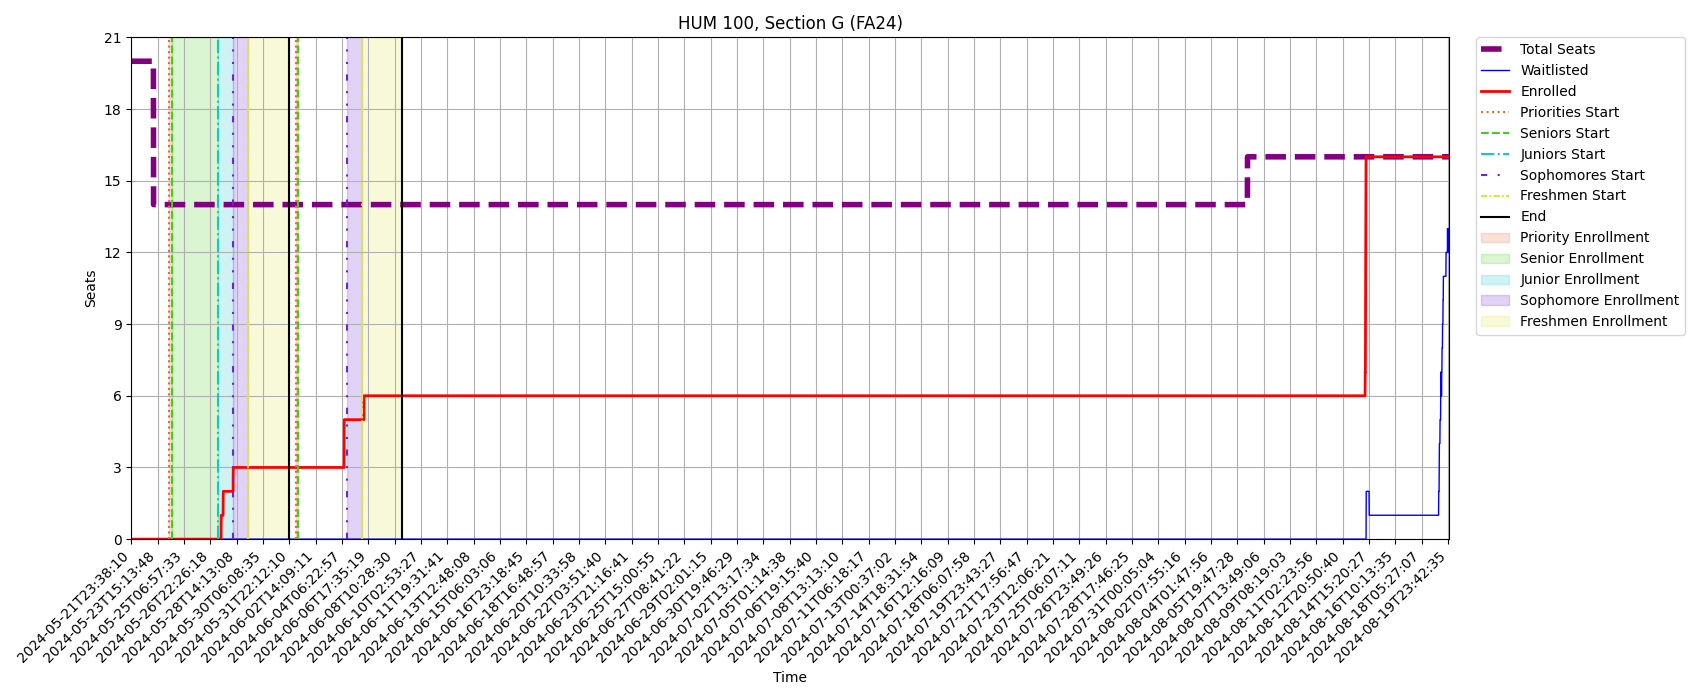 HUM 100, Section G (FA24)
21
18
15
12
9
6
3
0
Seats
2024-05-21T23:38:10
2024-05-23T15:13:48
2024-05-25T06:57:33
2024-05-26T22:26:18
2024-05-28T14:13:08
2024-05-30T06:08:35
2024-05-31T22:12:10
2024-06-02T14:09:11
2024-06-04T06:22:57
2024-06-06T17:35:19
2024-06-08T10:28:30
2024-06-10T02:53:27
2024-06-11T19:31:41
2024-06-13T12:48:08
2024-06-15T06:03:06
2024-06-16T23:18:45
2024-06-18T16:48:57
2024-06-20T10:33:58
2024-06-22T03:51:40
2024-06-23T21:16:41
2024-06-25T15:00:55
2024-06-27T08:41:22
2024-06-29T02:01:15
2024-06-30T19:46:29
2024-07-02T13:17:34
2024-07-05T01:14:38
2024-07-06T19:15:40
2024-07-08T13:13:10
2024-07-11T06:18:17
2024-07-13T00:37:02
2024-07-14T18:31:54
2024-07-16T12:16:09
2024-07-18T06:07:58
2024-07-19T23:43:27
2024-07-21T17:56:47
2024-07-23T12:06:21
2024-07-25T06:07:11
2024-07-26T23:49:26
2024-07-28T17:46:25
2024-07-31T00:05:04
2024-08-02T07:55:16
2024-08-04T01:47:56
2024-08-05T19:47:28
2024-08-07T13:49:06
2024-08-09T08:19:03
2024-08-11T02:23:56
2024-08-12T20:50:40
2024-08-14T15:20:27
2024-08-16T10:13:35
2024-08-18T05:27:07
2024-08-19T23:42:35
Time
Total Seats
Waitlisted
Enrolled
Priorities Start
Seniors Start
Juniors Start
Sophomores Start
Freshmen Start
End
Priority Enrollment
Senior Enrollment
Junior Enrollment
Sophomore Enrollment
Freshmen Enrollment